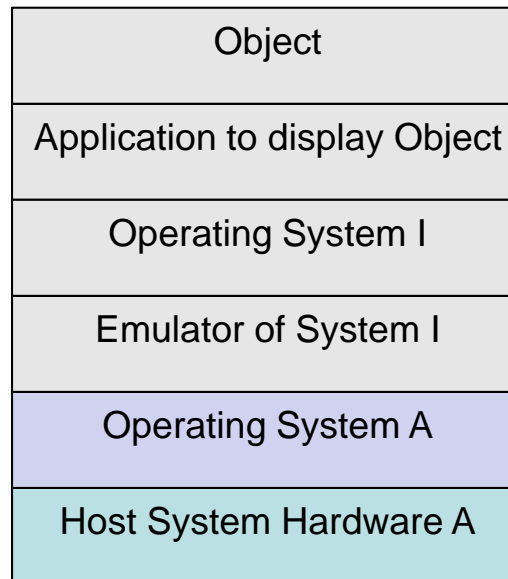 Object
Application to display Object
Operating System I
Emulator of System I
Operating System A
Host System Hardware A